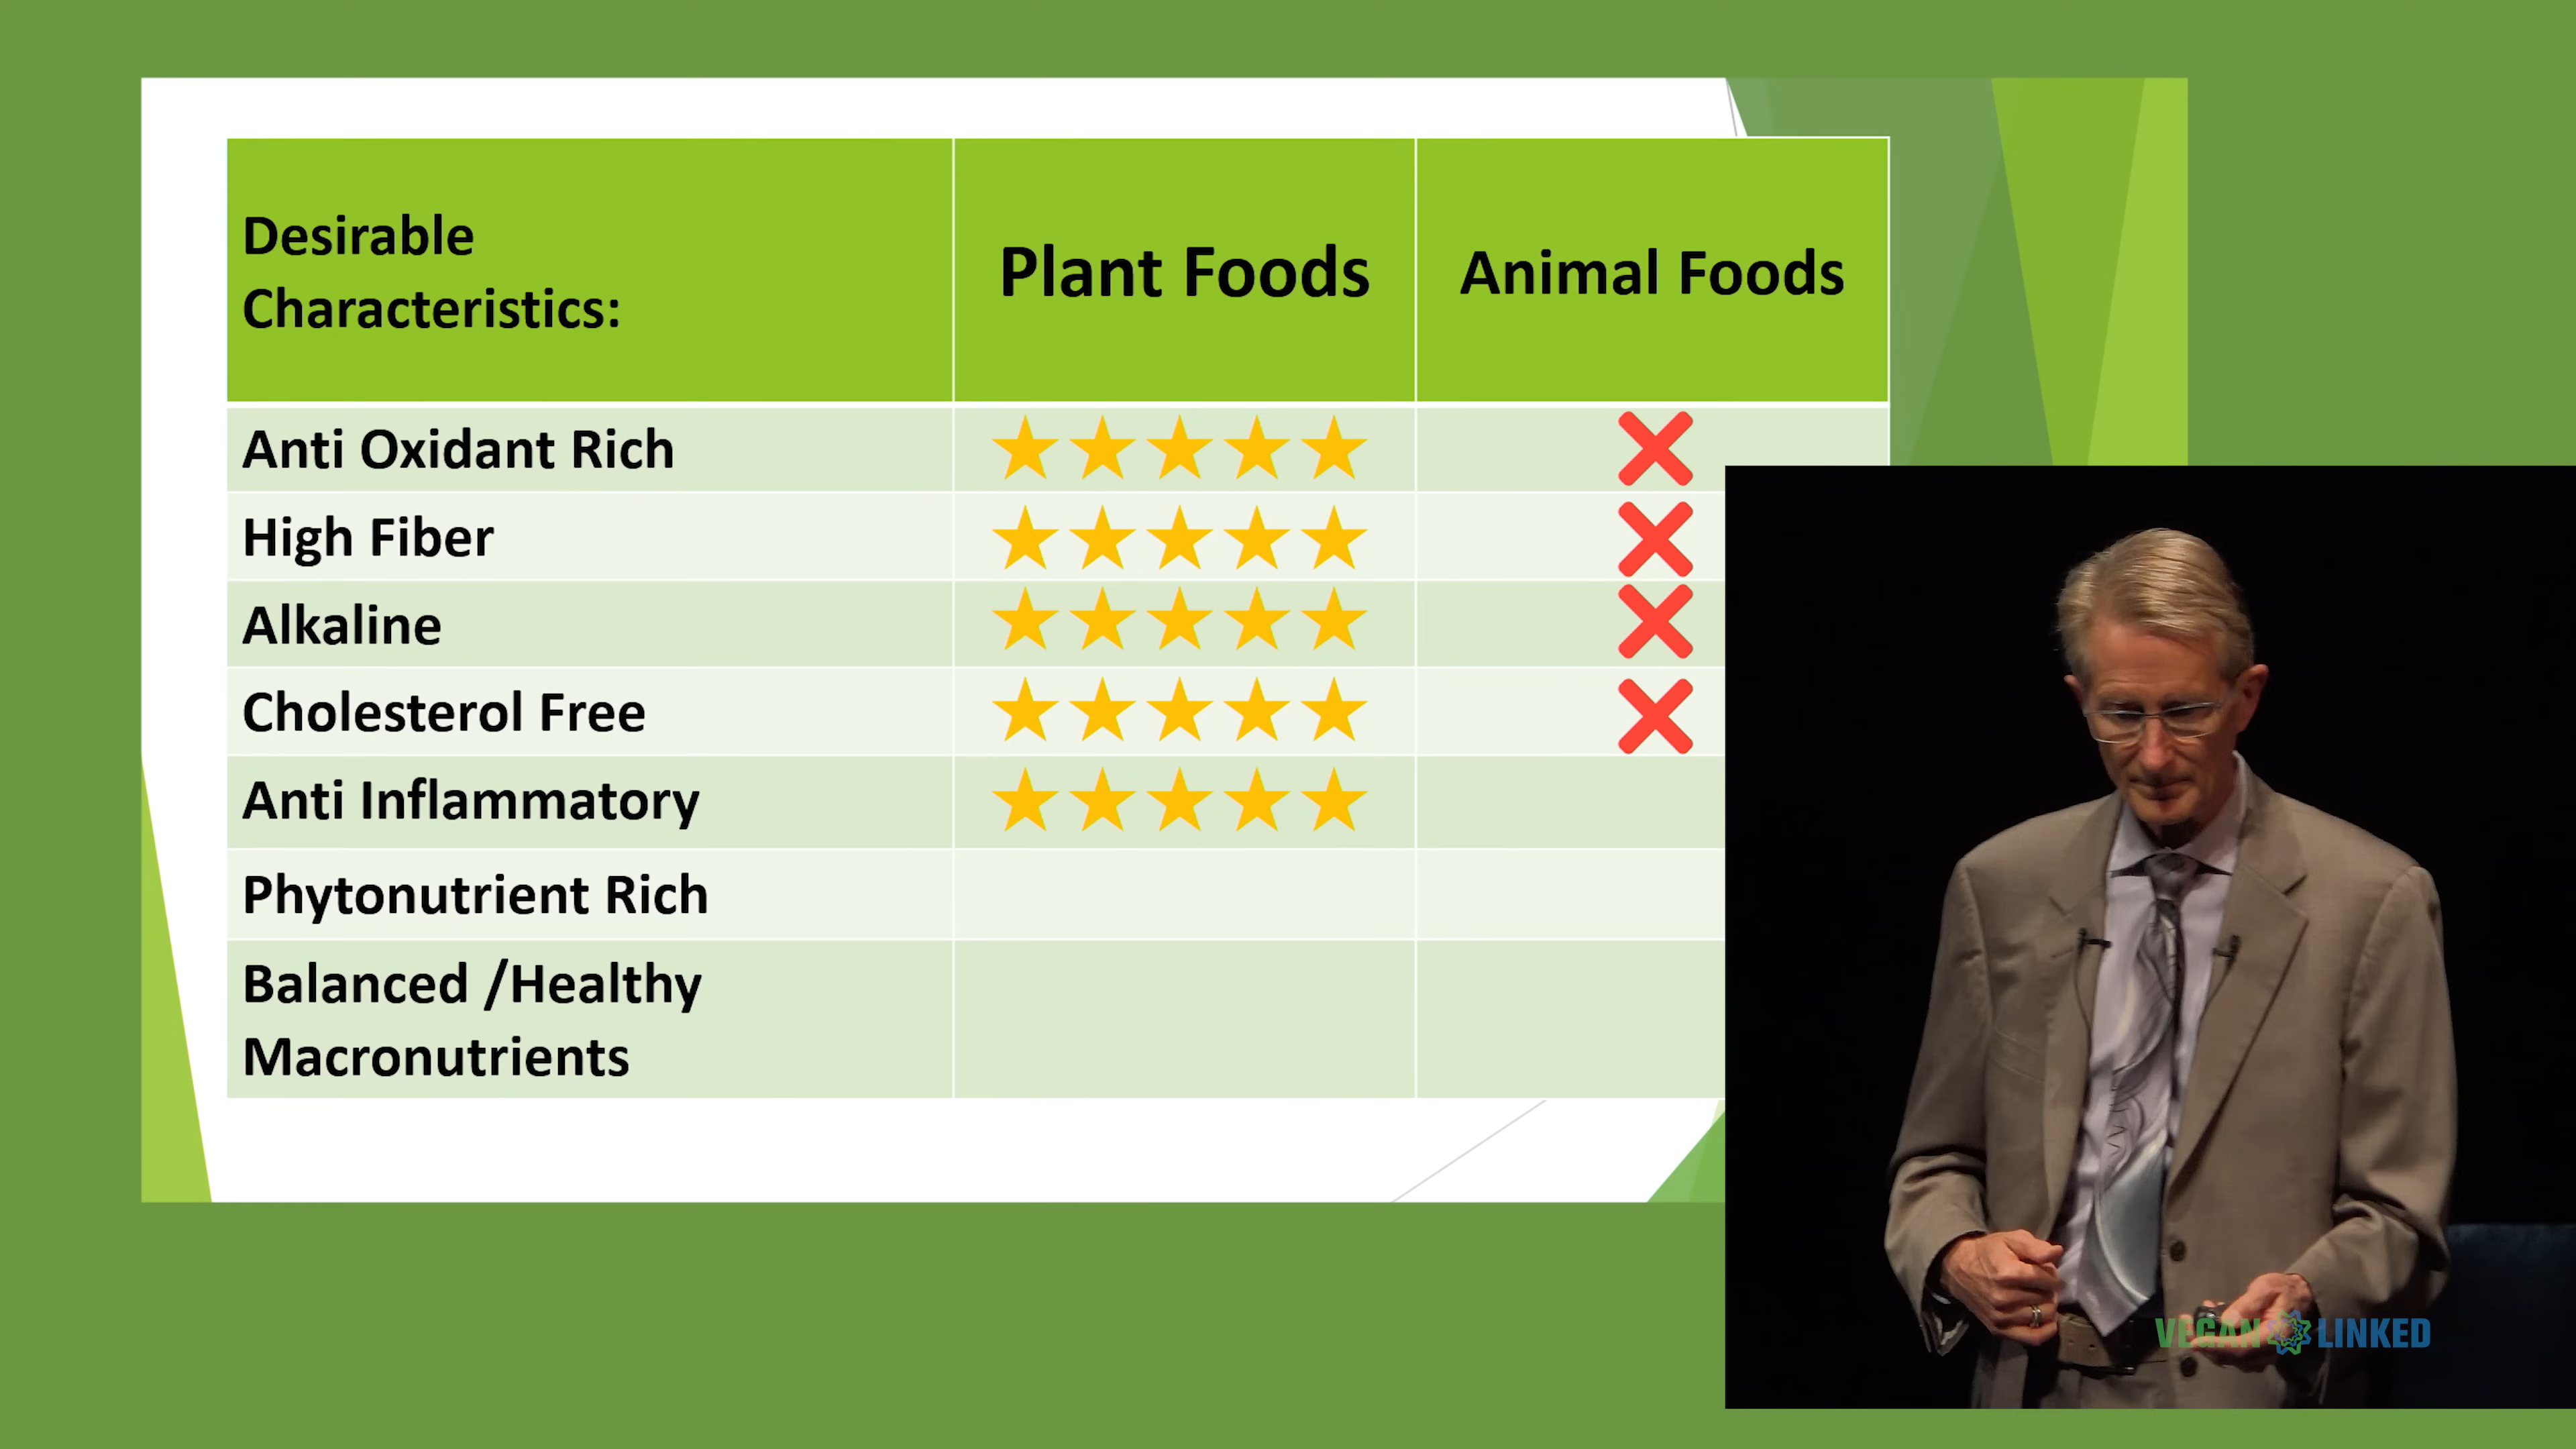 Desirable
Characteristics:
Plant Foods
Animal Foods
Anti Oxidant Rich
High Fiber
Alkaline
Cholesterol Free
Anti Inflammatory
Phytonutrient Rich
Balanced /Healthy
Macronutrients
VEGAN LINKED